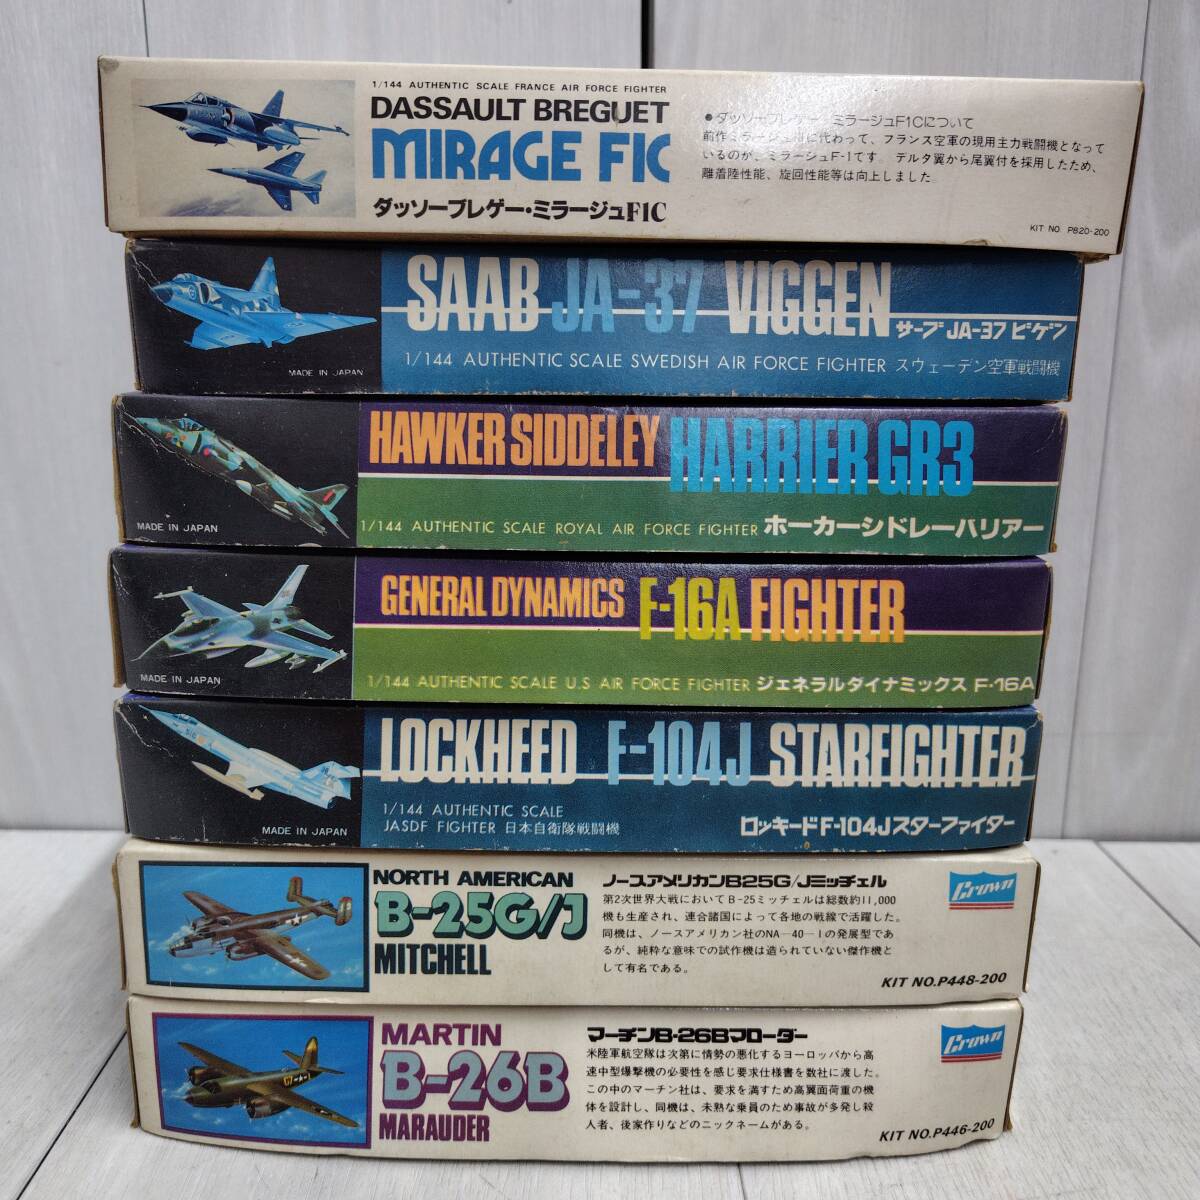 1/144 AUTHENTIC SCALE FRANCE AIR FORCE FIGHTER
DASSAULT BREGUET
MIRAGE F1C
ダッソーブレゲー・ミラージュF1C
●ダッソーブレゲー ミラージュF1Cについて
前作ミラージュIIIに代わって、フランス空軍の現用主力戦闘機となって
いるのが、ミラージュF-1です。デルタ翼から尾翼付を採用したため、
離着陸性能、旋回性能等は向上しました
KIT NO. P820-200
SAAB JA-37 VIGGEN
サーブ JA-37 ビゲン
1/144 AUTHENTIC SCALE SWEDISH AIR FORCE FIGHTER スウェーデン空軍戦闘機
MADE IN JAPAN
HAWKER SIDDELEY HARRIER GR3
1/144 AUTHENTIC SCALE ROYAL AIR FORCE FIGHTER ホーカーシドレーハリアー
MADE IN JAPAN
GENERAL DYNAMICS F-16A FIGHTER
1/144 AUTHENTIC SCALE U.S AIR FORCE FIGHTER ジェネラルダイナミックス F-16A
MADE IN JAPAN
LOCKHEED F-104J STARFIGHTER
1/144 AUTHENTIC SCALE
JASDF FIGHTER 日本自衛隊戦闘機
ロッキードF-104Jスターファイター
MADE IN JAPAN
NORTH AMERICAN
B-25G/J
MITCHELL
ノースアメリカンB25G/Jミッチェル
第2次世界大戦においてB-25ミッチェルは総数約11,000
機も生産され、連合諸国によって各地の戦線で活躍した。
同機は、ノースアメリカン社のNA-40-1の発展型であ
るが、純粋な意味での試作機は造られていない傑作機と
して有名である。
Crown
KIT NO.P448-200
MARTIN
B-26B
MARAUDER
マーチンB-26Bマローダー
米陸軍航空隊は次第に情勢の悪化するヨーロッパから高
速中型爆撃機の必要性を感じ要求仕様書を数社に渡した。
この中のマーチン社は、要求を満すため高翼面荷重の機
体を設計し、同機は、未熟な乗員のため事故が多発し殺
人者、後家作りなどのニックネームがある。
Crown
KIT NO.P446-200